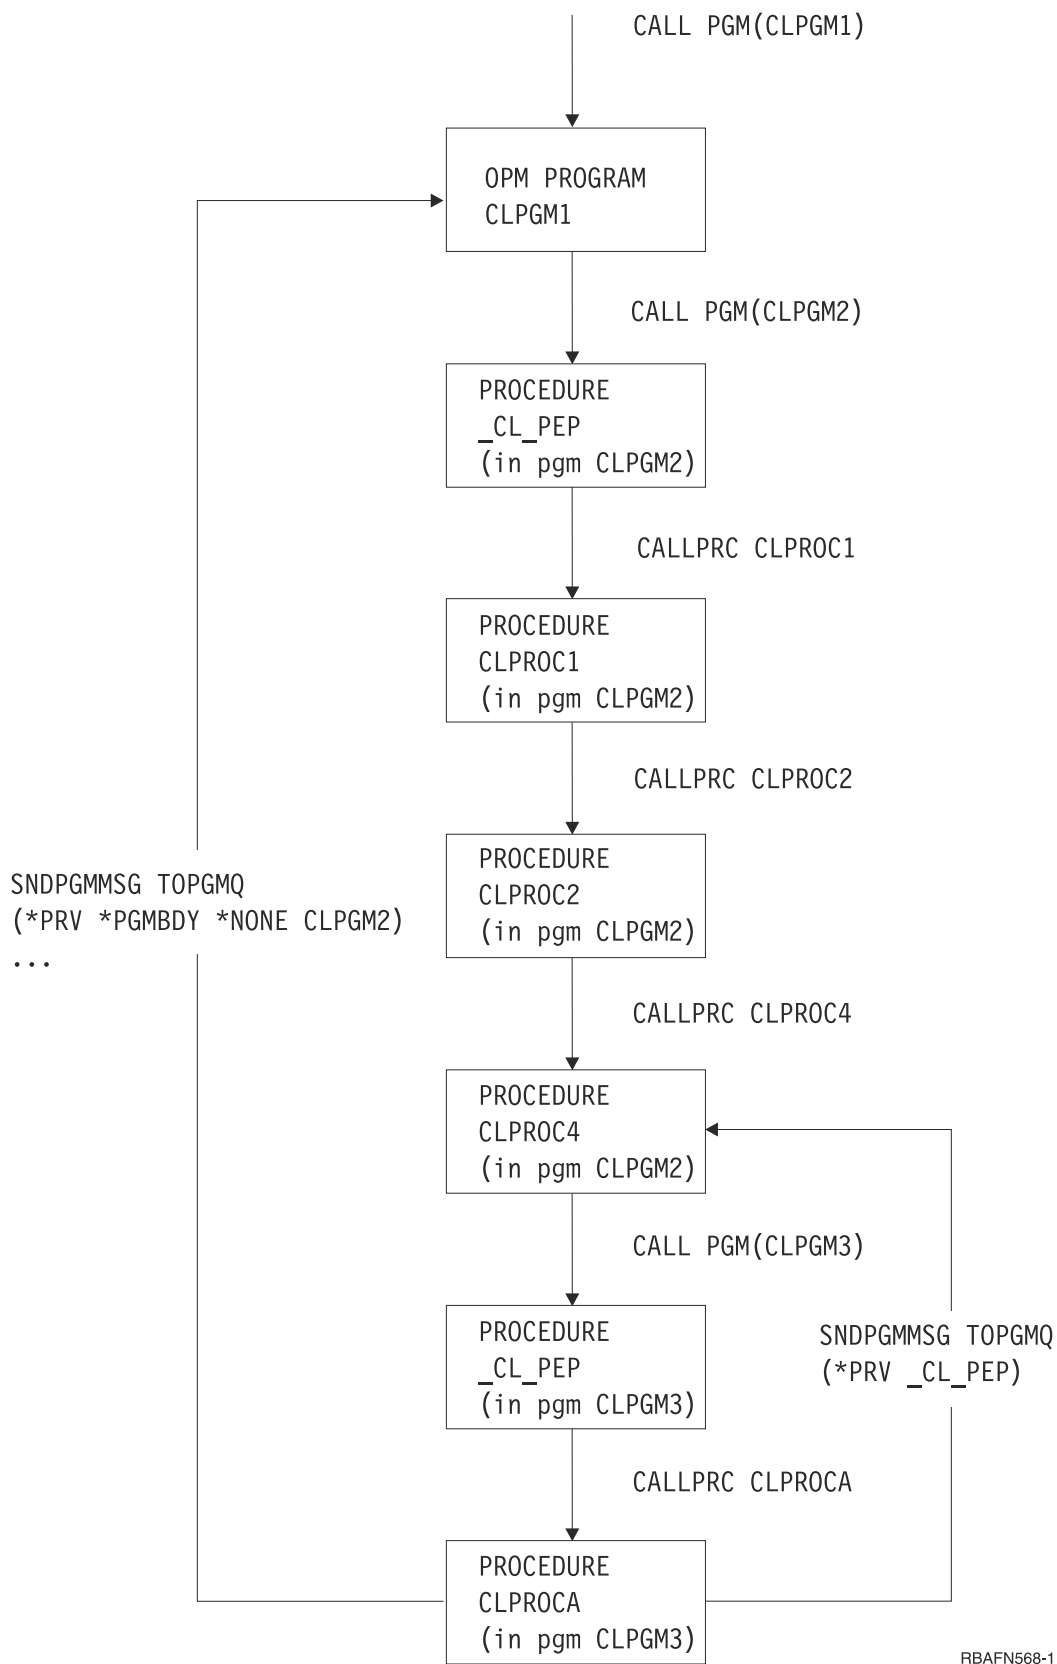 CALL PGM(CLPGM1)
OPM PROGRAM
CLPGM1
CALL PGM(CLPGM2)
PROCEDURE
_CL_PEP
(in pgm CLPGM2)
CALLPRC CLPROC1
PROCEDURE
CLPROC1
(in pgm CLPGM2)
CALLPRC CLPROC2
PROCEDURE
CLPROC2
(in pgm CLPGM2)
SNDPGMMSG TOPGMQ
(*PRV *PGMBDY *NONE CLPGM2)
...
CALLPRC CLPROC4
PROCEDURE
CLPROC4
(in pgm CLPGM2)
CALL PGM(CLPGM3)
PROCEDURE
_CL_PEP
(in pgm CLPGM3)
SNDPGMMSG TOPGMQ
(*PRV _CL_PEP)
CALLPRC CLPROCA
PROCEDURE
CLPROCA
(in pgm CLPGM3)
RBAFN568-1